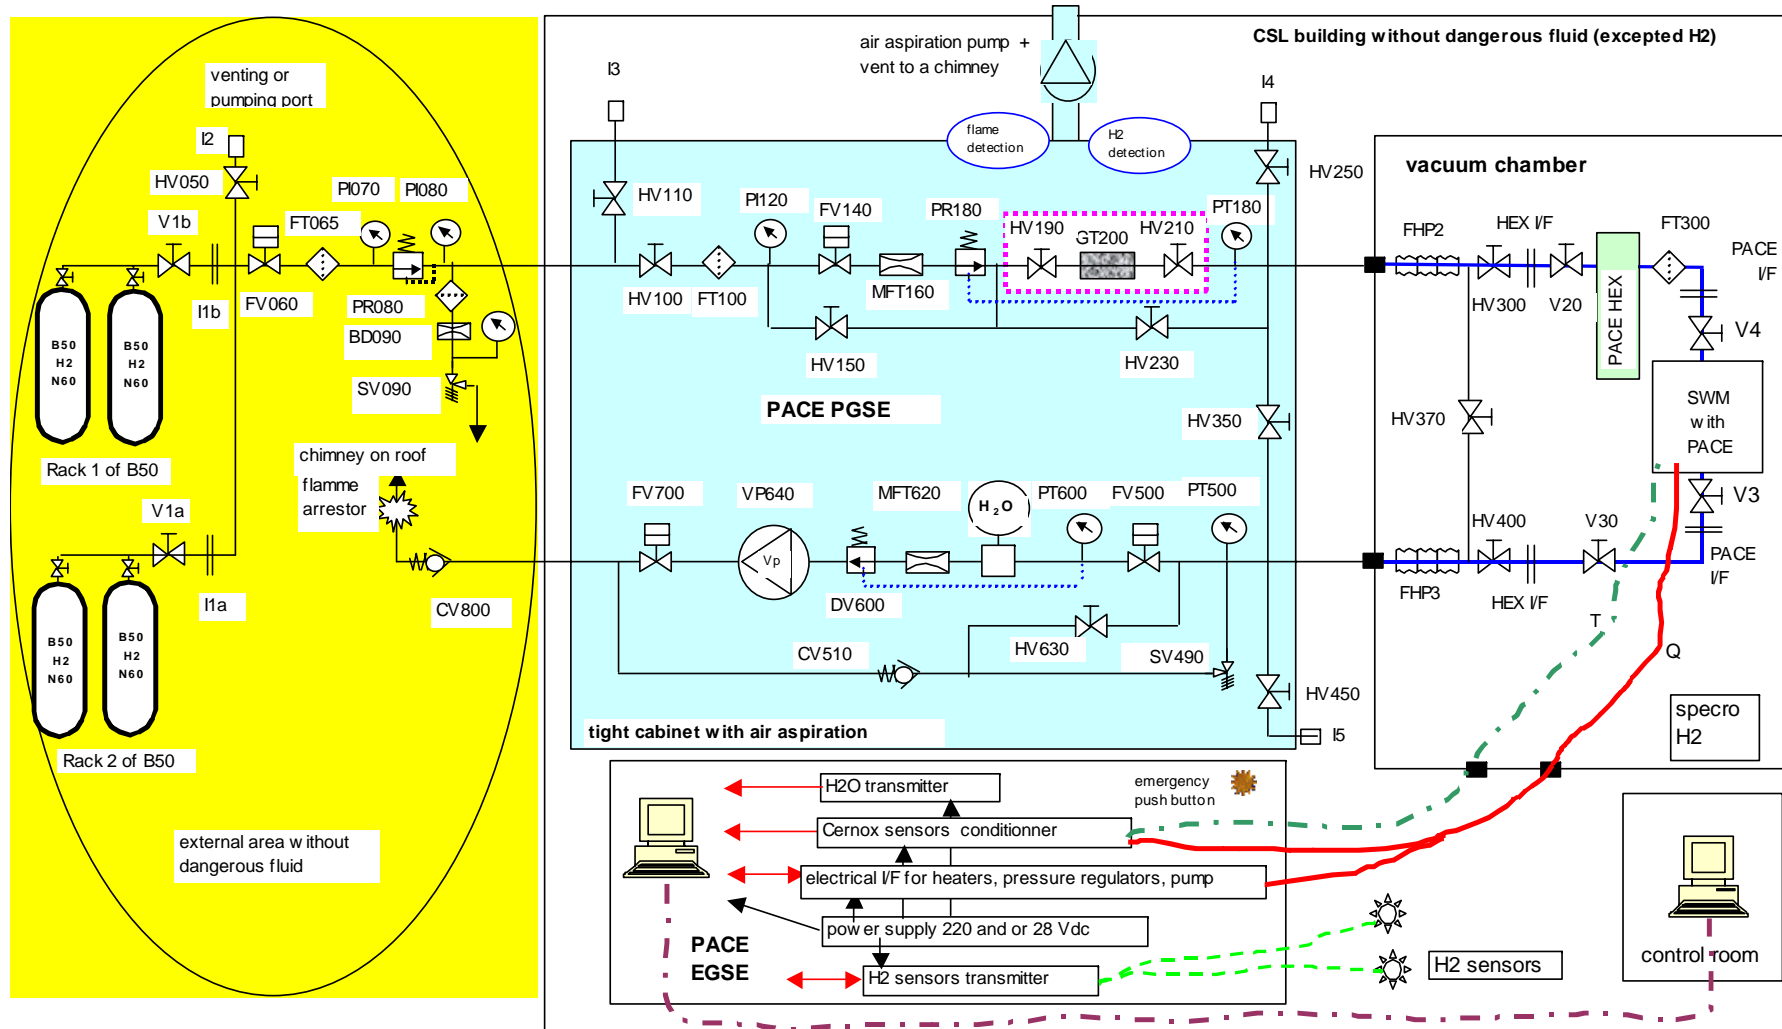 CSL building without dangerous fluid (excepted H2)
air aspiration pump +
vent to a chimney
I3
I4
flame
detection
H2
detection
venting or
pumping port
I2
HV050
V1b
FT065
PI070
PI080
I1b
FV060
PR080
BD090
SV090
B50
H2
N60
B50
H2
N60
Rack 1 of B50
chimney on roof
flamme
arrestor
V1a
I1a
CV800
B50
H2
N60
B50
H2
N60
Rack 2 of B50
external area without
dangerous fluid
HV110
PI120
FV140
PR180
HV190
GT200
HV210
PT180
HV250
HV100
FT100
MFT160
HV150
HV230
PACE PGSE
HV350
FV700
VP640
MFT620
H2O
PT600
FV500
PT500
Vp
DV600
HV630
CV510
SV490
HV450
I5
tight cabinet with air aspiration
vacuum chamber
FHP2
HEX I/F
FT300
PACE
I/F
HV300
V20
PACE HEX
V4
HV370
SWM
with
PACE
V3
HV400
V30
PACE
I/F
FHP3
HEX I/F
T
Q
specro
H2
H2O transmitter
emergency
push button
Cernox sensors conditionner
electrical I/F for heaters, pressure regulators, pump
power supply 220 and or 28 Vdc
PACE
EGSE
H2 sensors transmitter
H2 sensors
control room